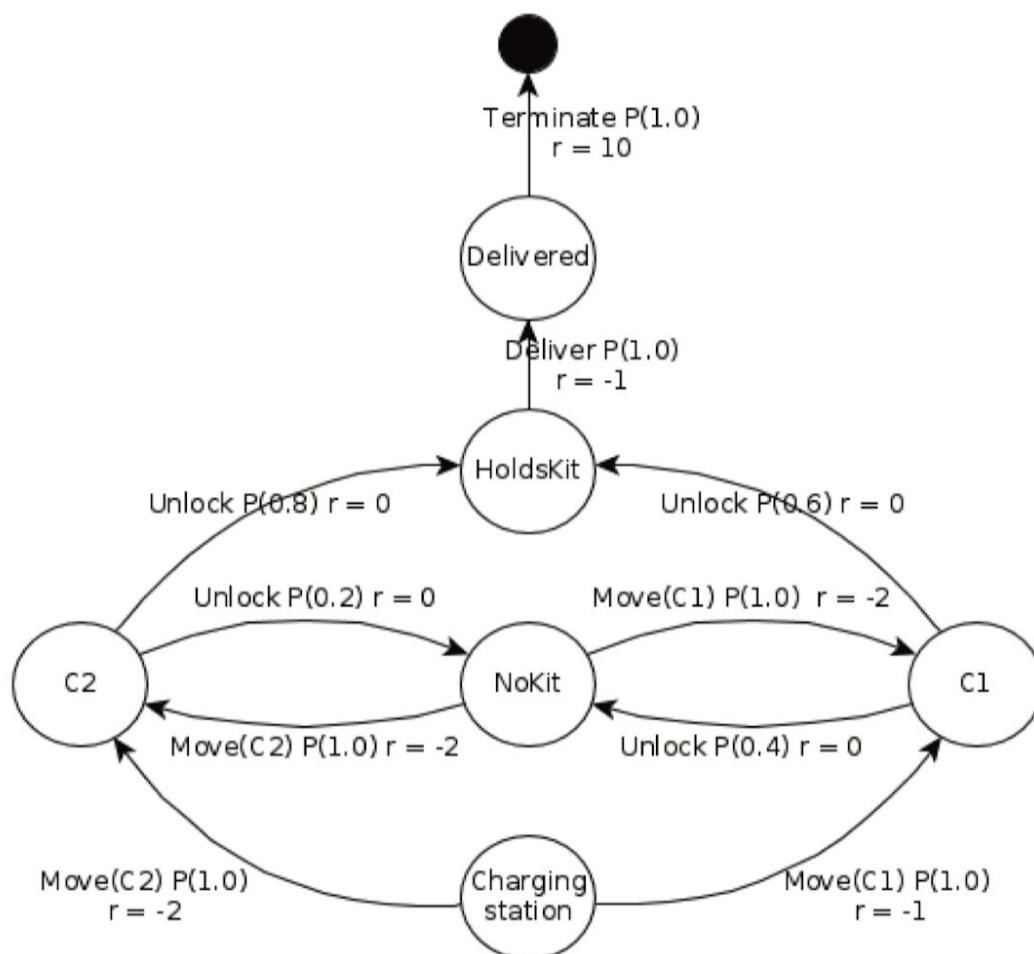 Terminate P(1.0)
r = 10
Delivered
Deliver P(1.0)
r = -1
HoldsKit
Unlock P(0.8) r = 0
Unlock P(0.6) r = 0
Unlock P(0.2) r = 0
Move(C1) P(1.0) r = -2
C2
NoKit
C1
Move(C2) P(1.0) r = -2
Unlock P(0.4) r = 0
Move(C2) P(1.0)
r = -2
Charging
station
Move(C1) P(1.0)
r = -1